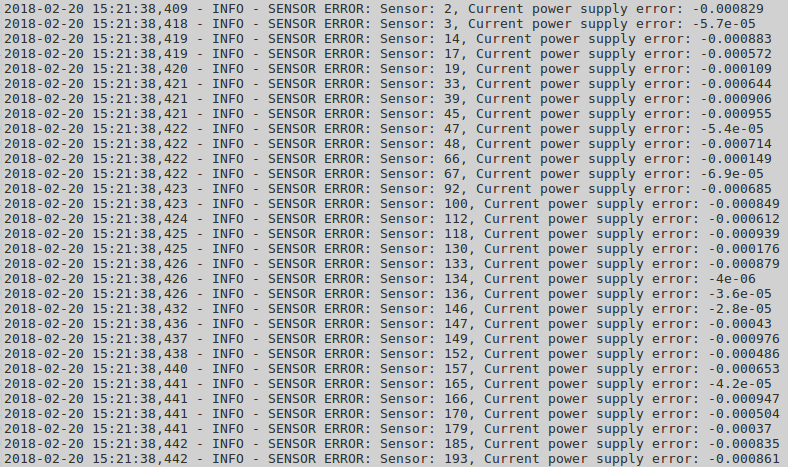 2018-02-20 15:21:38,409 - INFO - SENSOR ERROR: Sensor: 2, Current power supply error: -0.000829
2018-02-20 15:21:38,418 - INFO - SENSOR ERROR: Sensor: 3, Current power supply error: -5.7e-05
2018-02-20 15:21:38,419 - INFO - SENSOR ERROR: Sensor: 14, Current power supply error: -0.000883
2018-02-20 15:21:38,419 - INFO - SENSOR ERROR: Sensor: 17, Current power supply error: -0.000572
2018-02-20 15:21:38,420 - INFO - SENSOR ERROR: Sensor: 19, Current power supply error: -0.000109
2018-02-20 15:21:38,421 - INFO - SENSOR ERROR: Sensor: 33, Current power supply error: -0.000644
2018-02-20 15:21:38,421 - INFO - SENSOR ERROR: Sensor: 39, Current power supply error: -0.000906
2018-02-20 15:21:38,421 - INFO - SENSOR ERROR: Sensor: 45, Current power supply error: -0.000955
2018-02-20 15:21:38,422 - INFO - SENSOR ERROR: Sensor: 47, Current power supply error: -5.4e-05
2018-02-20 15:21:38,422 - INFO - SENSOR ERROR: Sensor: 48, Current power supply error: -0.000714
2018-02-20 15:21:38,422 - INFO - SENSOR ERROR: Sensor: 66, Current power supply error: -0.000149
2018-02-20 15:21:38,422 - INFO - SENSOR ERROR: Sensor: 67, Current power supply error: -6.9e-05
2018-02-20 15:21:38,423 - INFO - SENSOR ERROR: Sensor: 92, Current power supply error: -0.000685
2018-02-20 15:21:38,423 - INFO - SENSOR ERROR: Sensor: 100, Current power supply error: -0.000849
2018-02-20 15:21:38,424 - INFO - SENSOR ERROR: Sensor: 112, Current power supply error: -0.000612
2018-02-20 15:21:38,425 - INFO - SENSOR ERROR: Sensor: 118, Current power supply error: -0.000939
2018-02-20 15:21:38,425 - INFO - SENSOR ERROR: Sensor: 130, Current power supply error: -0.000176
2018-02-20 15:21:38,426 - INFO - SENSOR ERROR: Sensor: 133, Current power supply error: -0.000879
2018-02-20 15:21:38,426 - INFO - SENSOR ERROR: Sensor: 134, Current power supply error: -4e-06
2018-02-20 15:21:38,426 - INFO - SENSOR ERROR: Sensor: 136, Current power supply error: -3.6e-05
2018-02-20 15:21:38,432 - INFO - SENSOR ERROR: Sensor: 146, Current power supply error: -2.8e-05
2018-02-20 15:21:38,436 - INFO - SENSOR ERROR: Sensor: 147, Current power supply error: -0.00043
2018-02-20 15:21:38,437 - INFO - SENSOR ERROR: Sensor: 149, Current power supply error: -0.000976
2018-02-20 15:21:38,438 - INFO - SENSOR ERROR: Sensor: 152, Current power supply error: -0.000486
2018-02-20 15:21:38,440 - INFO - SENSOR ERROR: Sensor: 157, Current power supply error: -0.000653
2018-02-20 15:21:38,441 - INFO - SENSOR ERROR: Sensor: 165, Current power supply error: -4.2e-05
2018-02-20 15:21:38,441 - INFO - SENSOR ERROR: Sensor: 166, Current power supply error: -0.000947
2018-02-20 15:21:38,441 - INFO - SENSOR ERROR: Sensor: 170, Current power supply error: -0.000504
2018-02-20 15:21:38,441 - INFO - SENSOR ERROR: Sensor: 179, Current power supply error: -0.00037
2018-02-20 15:21:38,442 - INFO - SENSOR ERROR: Sensor: 185, Current power supply error: -0.000835
2018-02-20 15:21:38,442 - INFO - SENSOR ERROR: Sensor: 193, Current power supply error: -0.000861